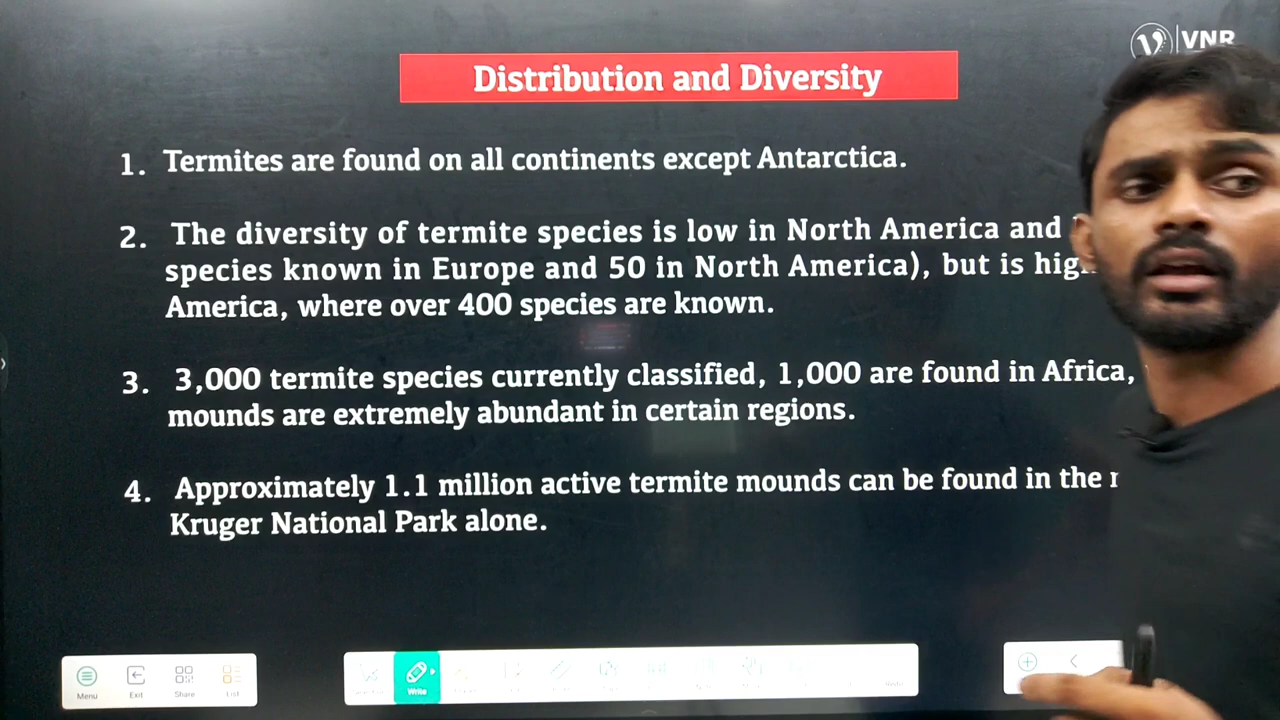 VNR
Distribution and Diversity
1. Termites are found on all continents except Antarctica.
2. The diversity of termite species is low in North America and
species known in Europe and 50 in North America), but is
America, where over 400 species are known.
3. 3,000 termite species currently classified, 1,000 are found in Africa,
mounds are extremely abundant in certain regions.
4. Approximately 1.1 million active termite mounds can be found in the
Kruger National Park alone.
Menu Exit Share List Write